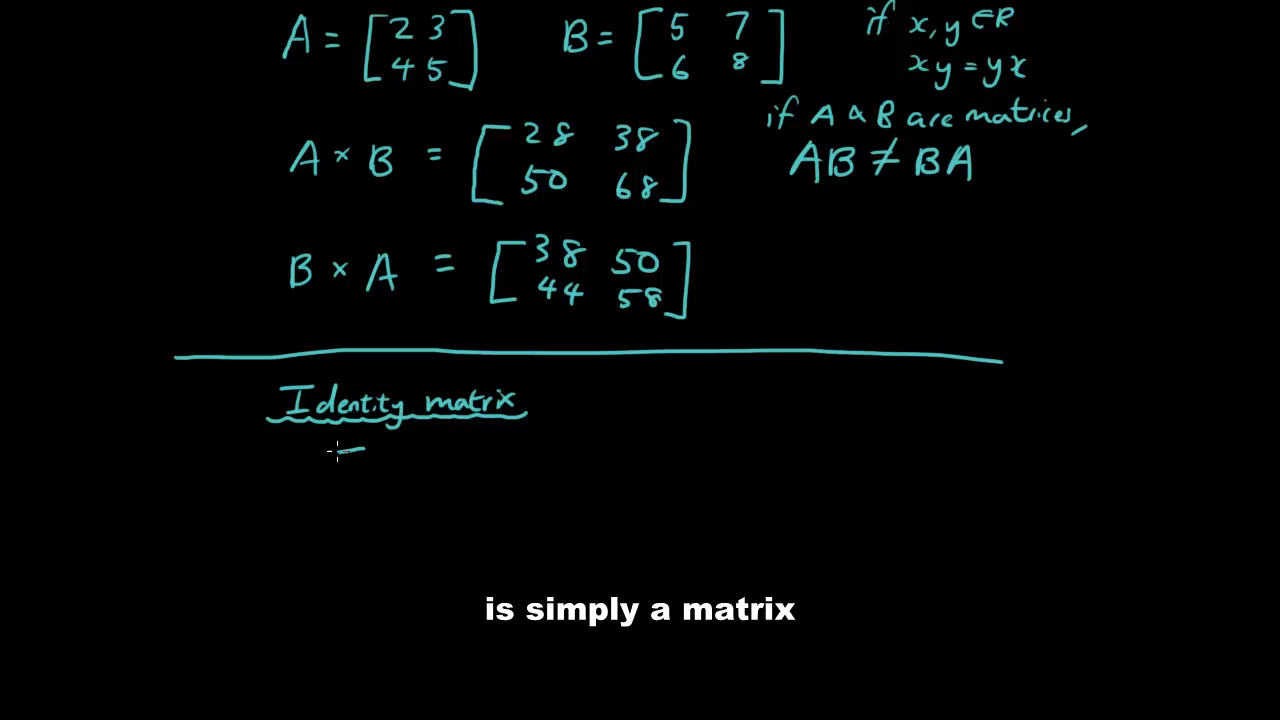 A = [2 3 4 5] B = [5 7 6 8]
if x, y ∈ R
xy = yx
if A & B are matrices,
AB ≠ BA
A × B = [28 38 50 68]
B × A = [38 50 44 58]
Identity matrix
is simply a matrix